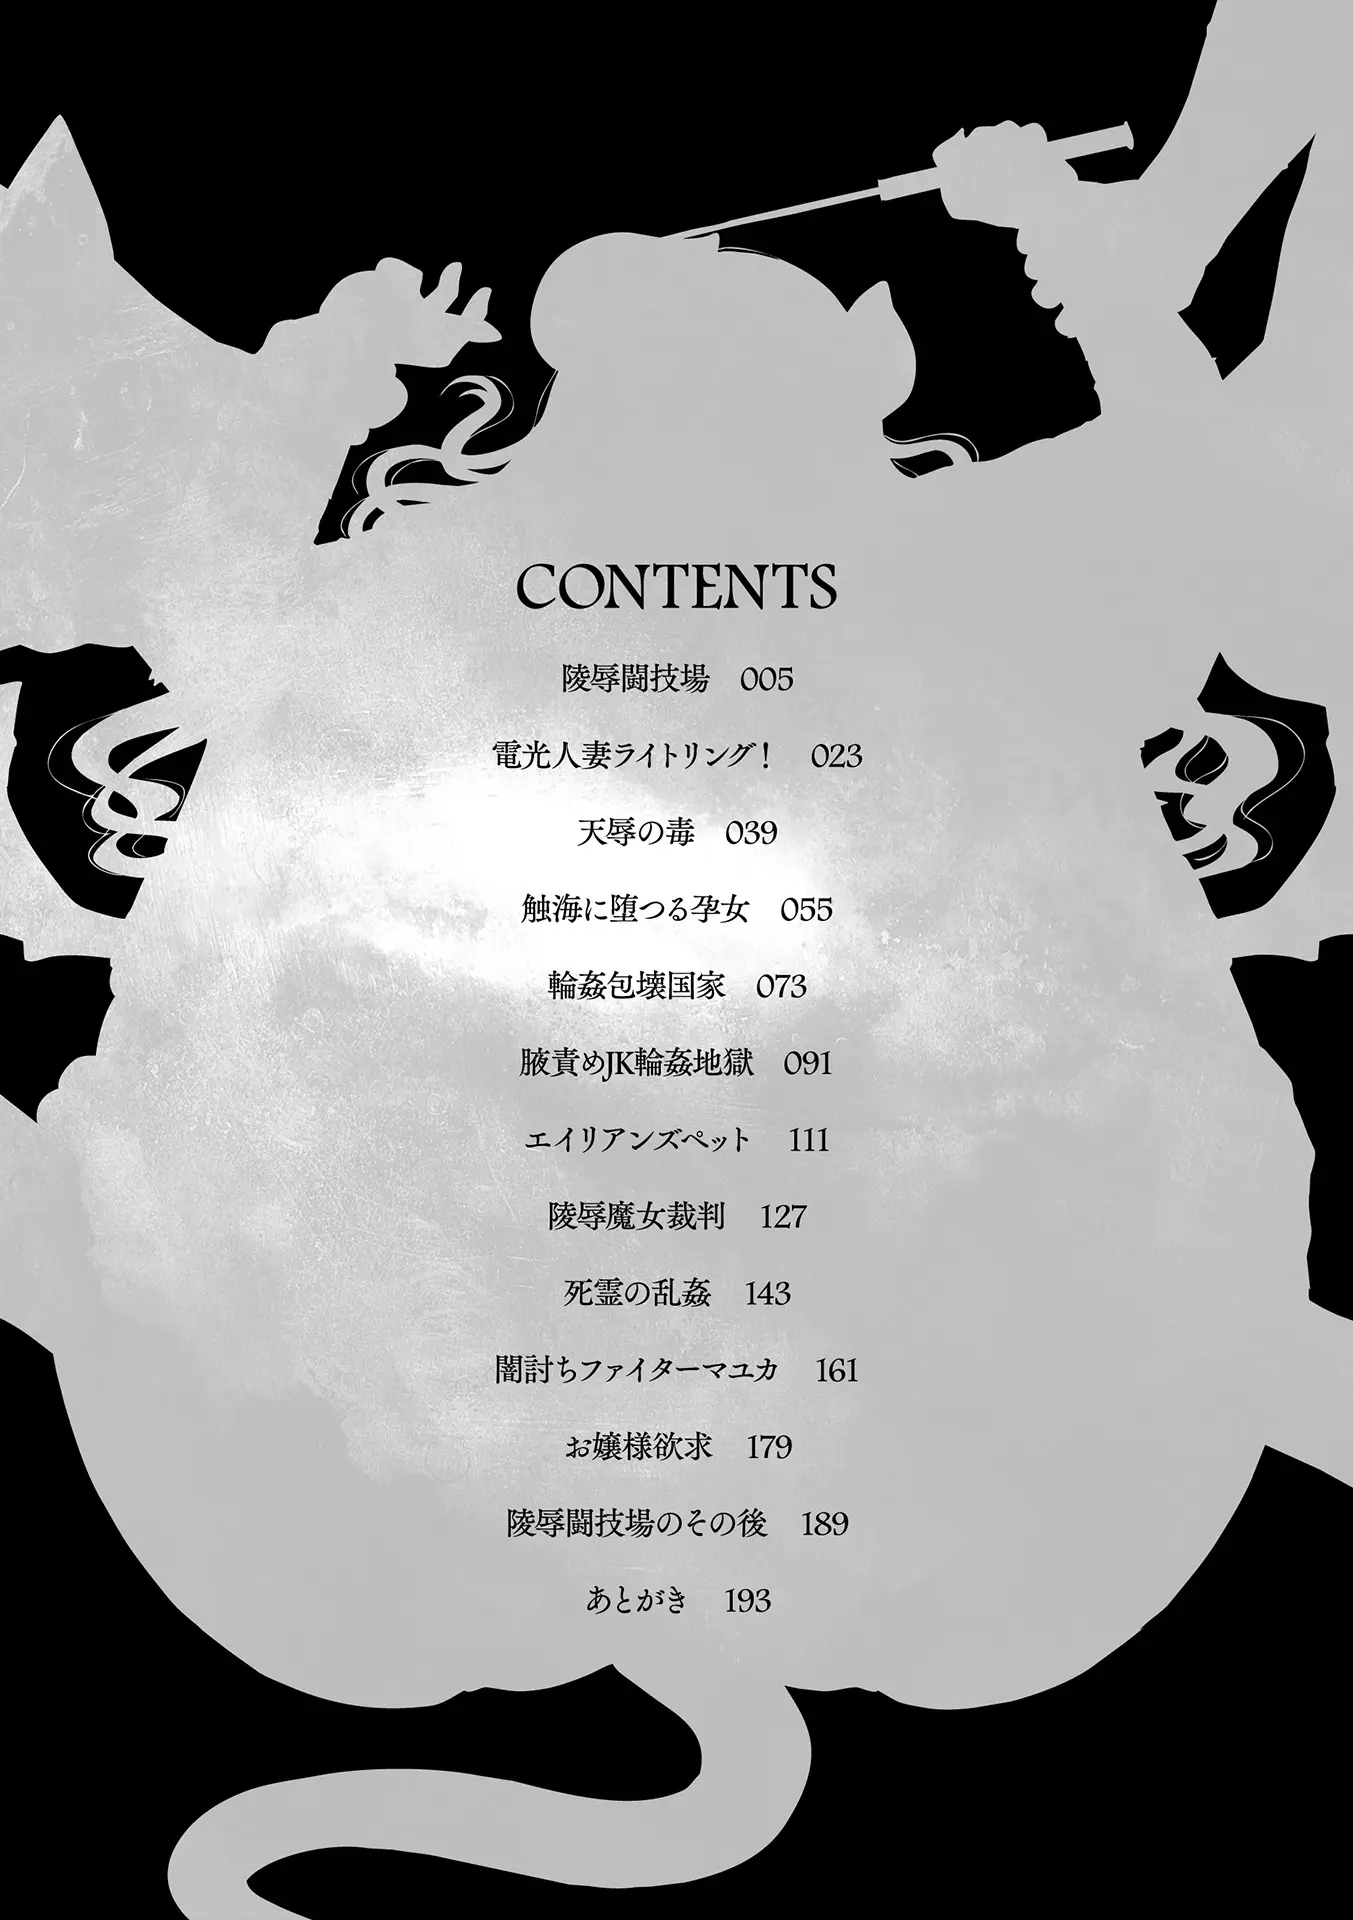 CONTENTS
陵辱闘技場 005
電光人妻ライトリング! 023
天辱の毒 039
触海に堕つる孕女 055
輪姦包壊国家 073
腋責めJK輪姦地獄 091
エイリアンズペット 111
陵辱魔女裁判 127
死霊の乱姦 143
闇討ちファイターマユカ 161
お嬢様欲求 179
陵辱闘技場のその後 189
あとがき 193